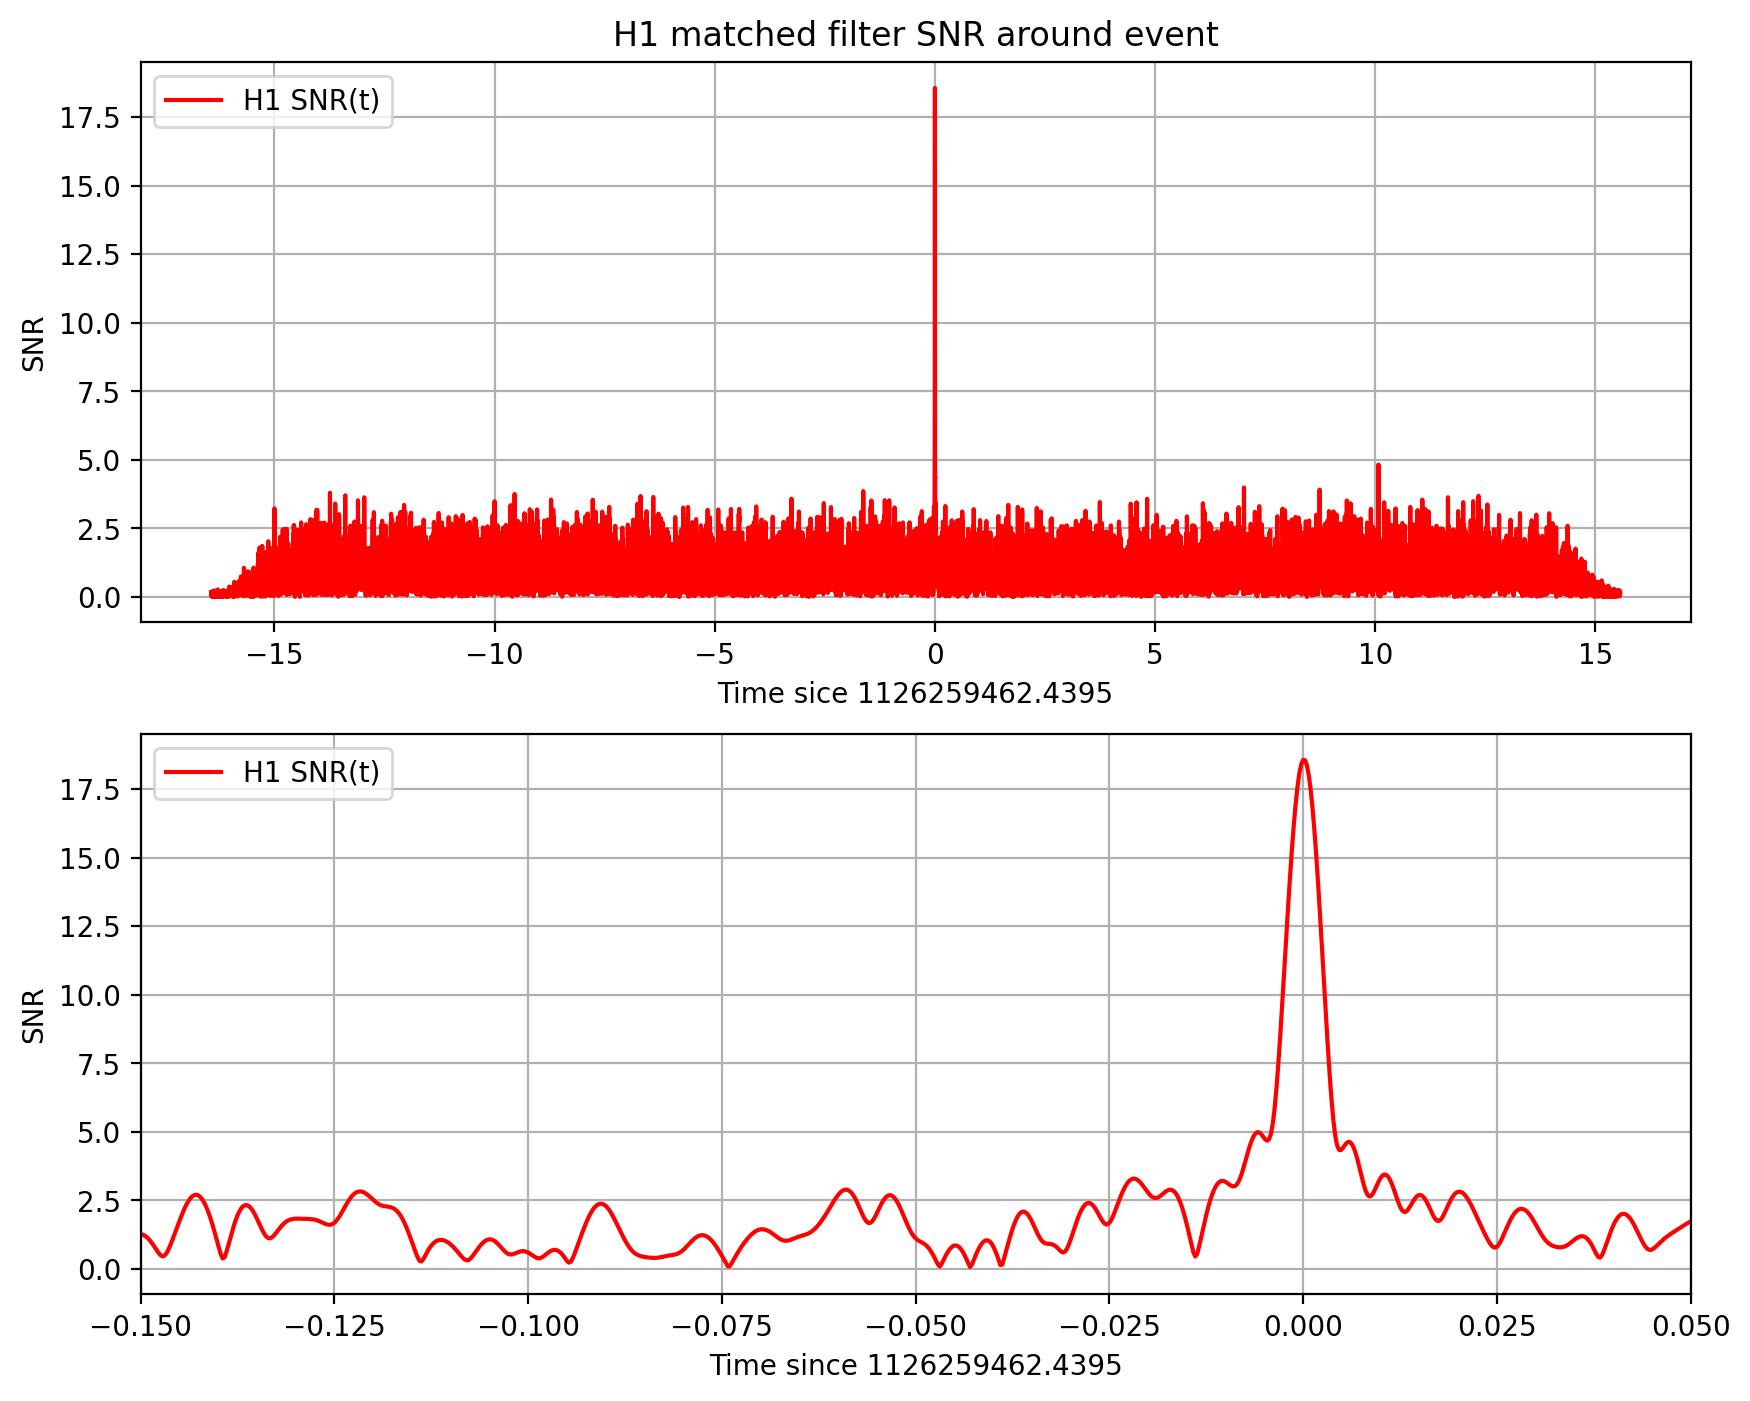 H1 matched filter SNR around event
H1 SNR(t)
17.5
15.0
12.5
10.0
7.5
5.0
2.5
0.0
SNR
−15 −10 −5 0 5 10 15
Time sice 1126259462.4395
H1 SNR(t)
17.5
15.0
12.5
10.0
7.5
5.0
2.5
0.0
SNR
−0.150 −0.125 −0.100 −0.075 −0.050 −0.025 0.000 0.025 0.050
Time since 1126259462.4395